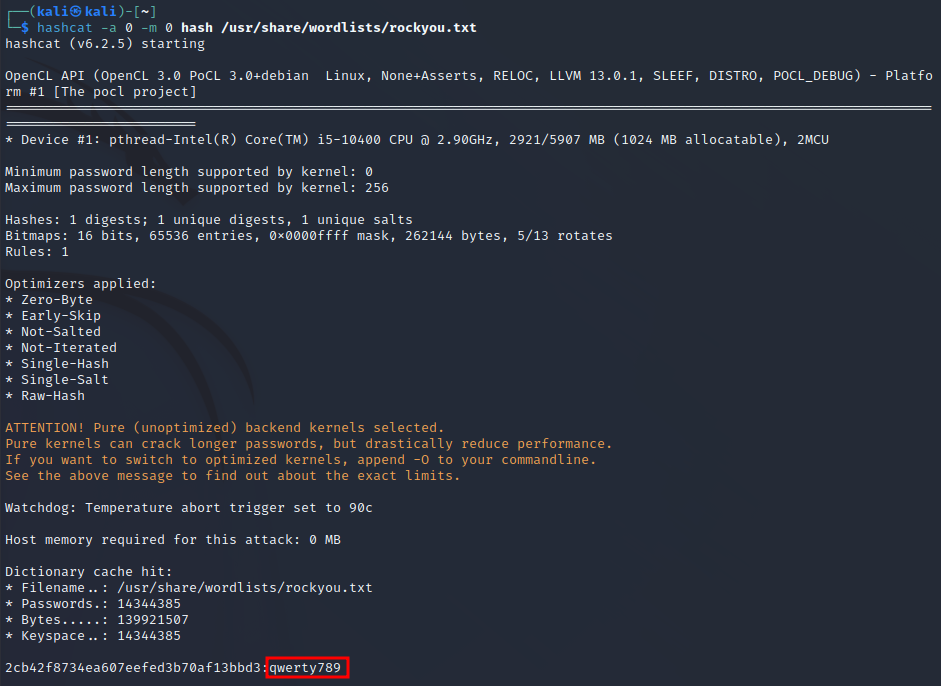 ┌──(kali㉿kali)-[~]
└─$ hashcat -a 0 -m 0 hash /usr/share/wordlists/rockyou.txt
hashcat (v6.2.5) starting

OpenCL API (OpenCL 3.0 PoCL 3.0+debian  Linux, None+Asserts, RELOC, LLVM 13.0.1, SLEEF, DISTRO, POCL_DEBUG) - Platfo
rm #1 [The pocl project]
* Device #1: pthread-Intel(R) Core(TM) i5-10400 CPU @ 2.90GHz, 2921/5907 MB (1024 MB allocatable), 2MCU

Minimum password length supported by kernel: 0
Maximum password length supported by kernel: 256

Hashes: 1 digests; 1 unique digests, 1 unique salts
Bitmaps: 16 bits, 65536 entries, 0x0000ffff mask, 262144 bytes, 5/13 rotates
Rules: 1

Optimizers applied:
* Zero-Byte
* Early-Skip
* Not-Salted
* Not-Iterated
* Single-Hash
* Single-Salt
* Raw-Hash

ATTENTION! Pure (unoptimized) backend kernels selected.
Pure kernels can crack longer passwords, but drastically reduce performance.
If you want to switch to optimized kernels, append -O to your commandline.
See the above message to find out about the exact limits.

Watchdog: Temperature abort trigger set to 90c

Host memory required for this attack: 0 MB

Dictionary cache hit:
* Filename..: /usr/share/wordlists/rockyou.txt
* Passwords.: 14344385
* Bytes.....: 139921507
* Keyspace..: 14344385

2cb42f8734ea607eefed3b70af13bbd3:qwerty789